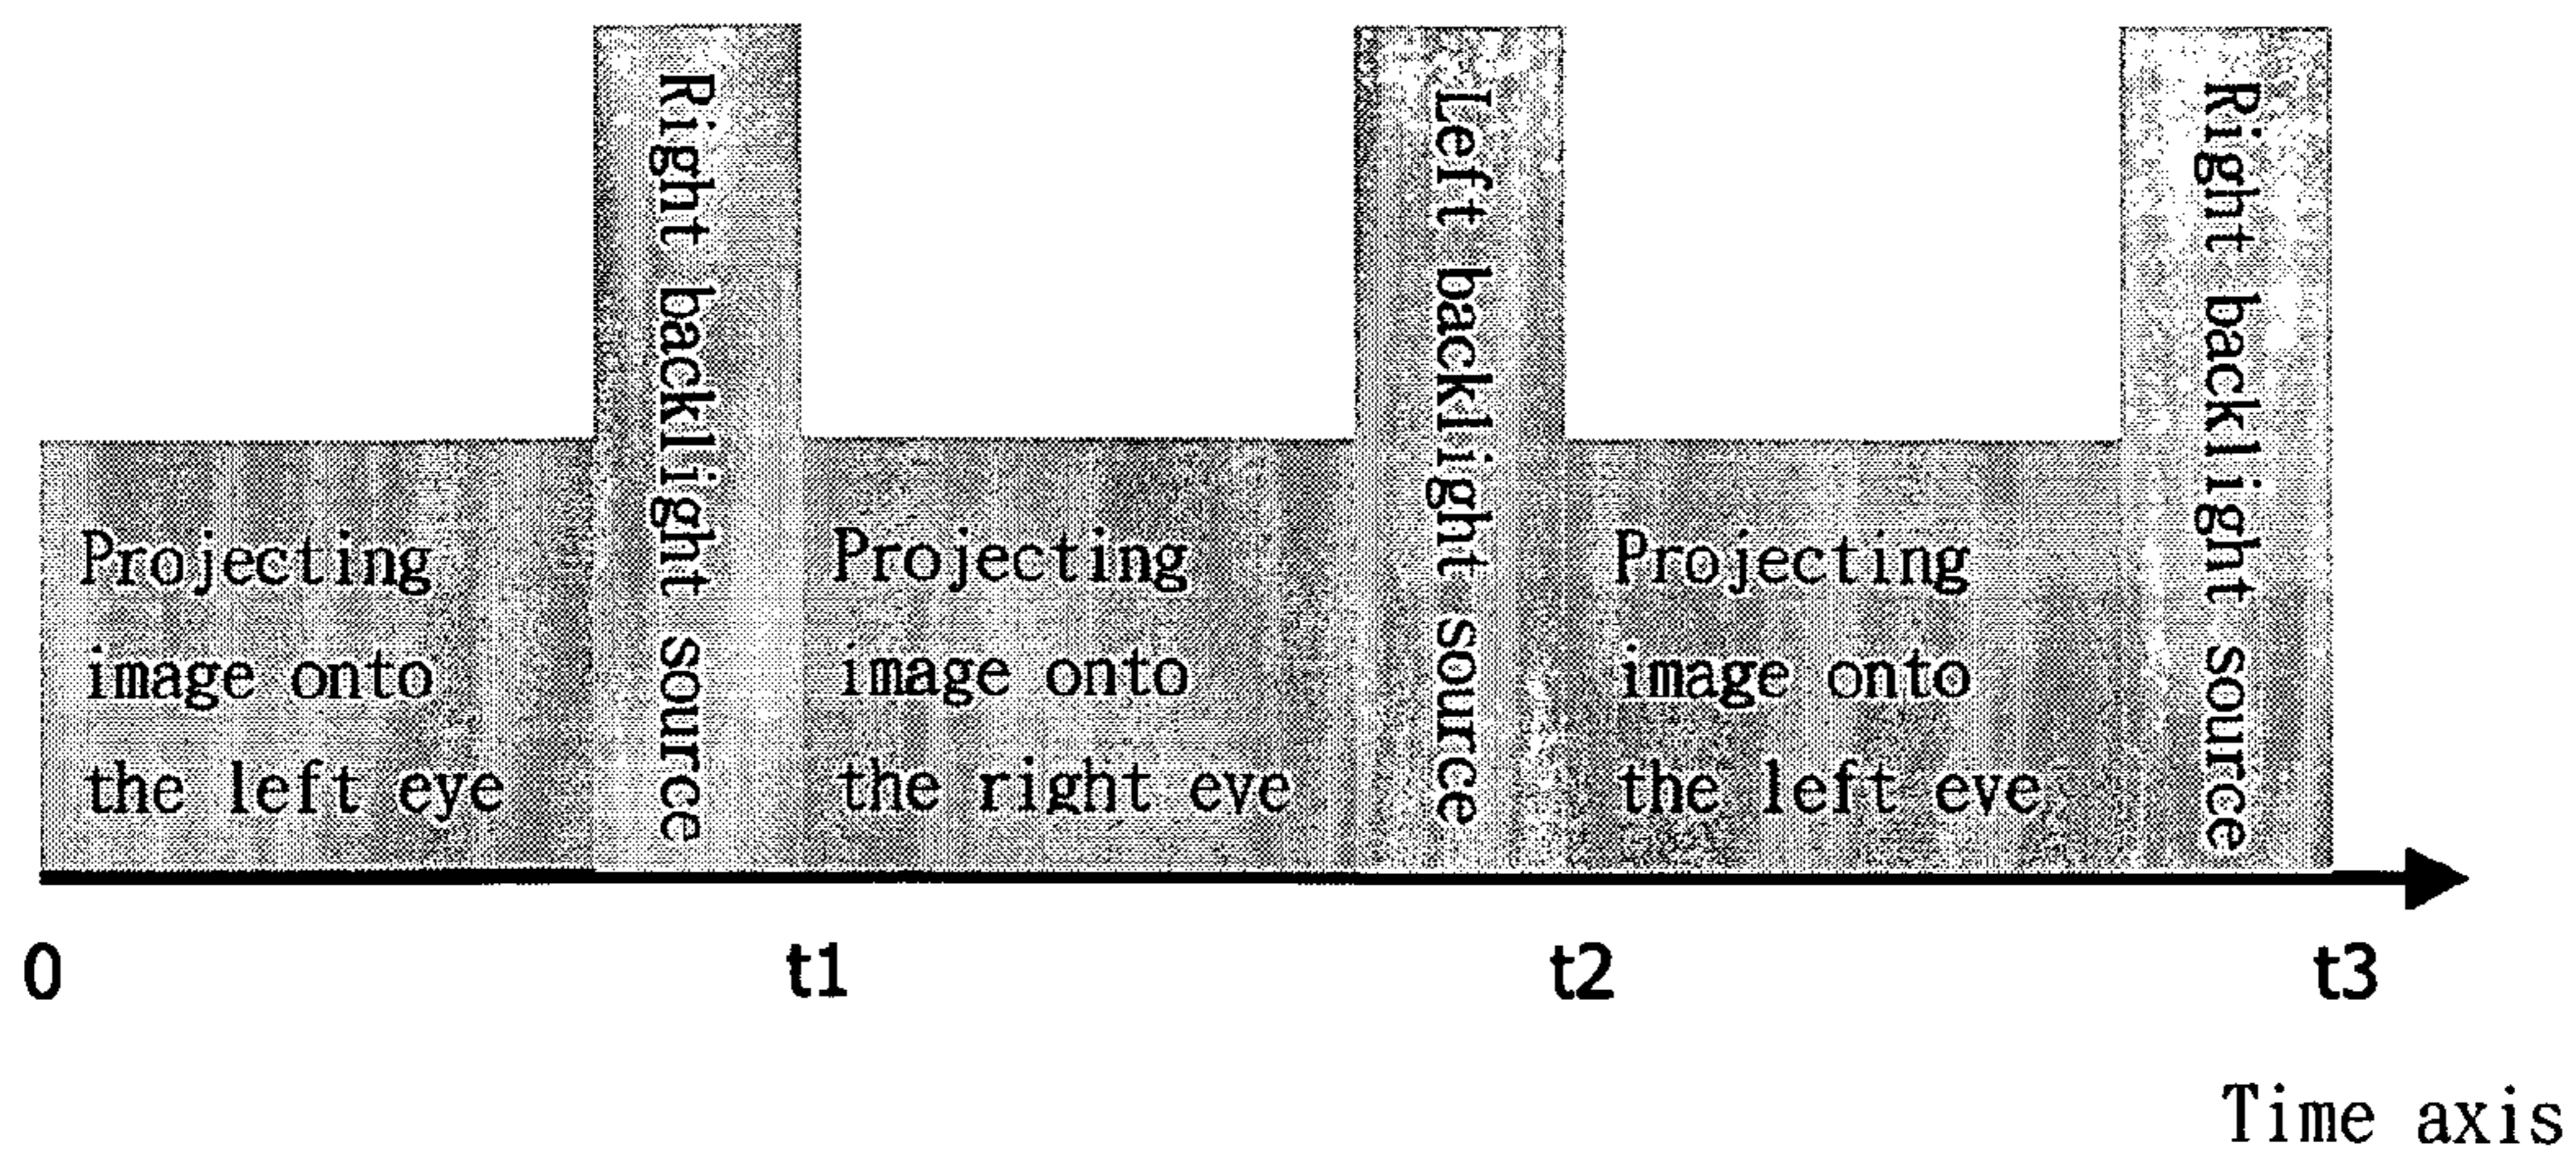 Projecting
image onto
the left eye
Right backlight source
Projecting
image onto
the right eye
Left backlight source
Projecting
image onto
the left eye
Right backlight source
0
t1
t2
t3
Time axis